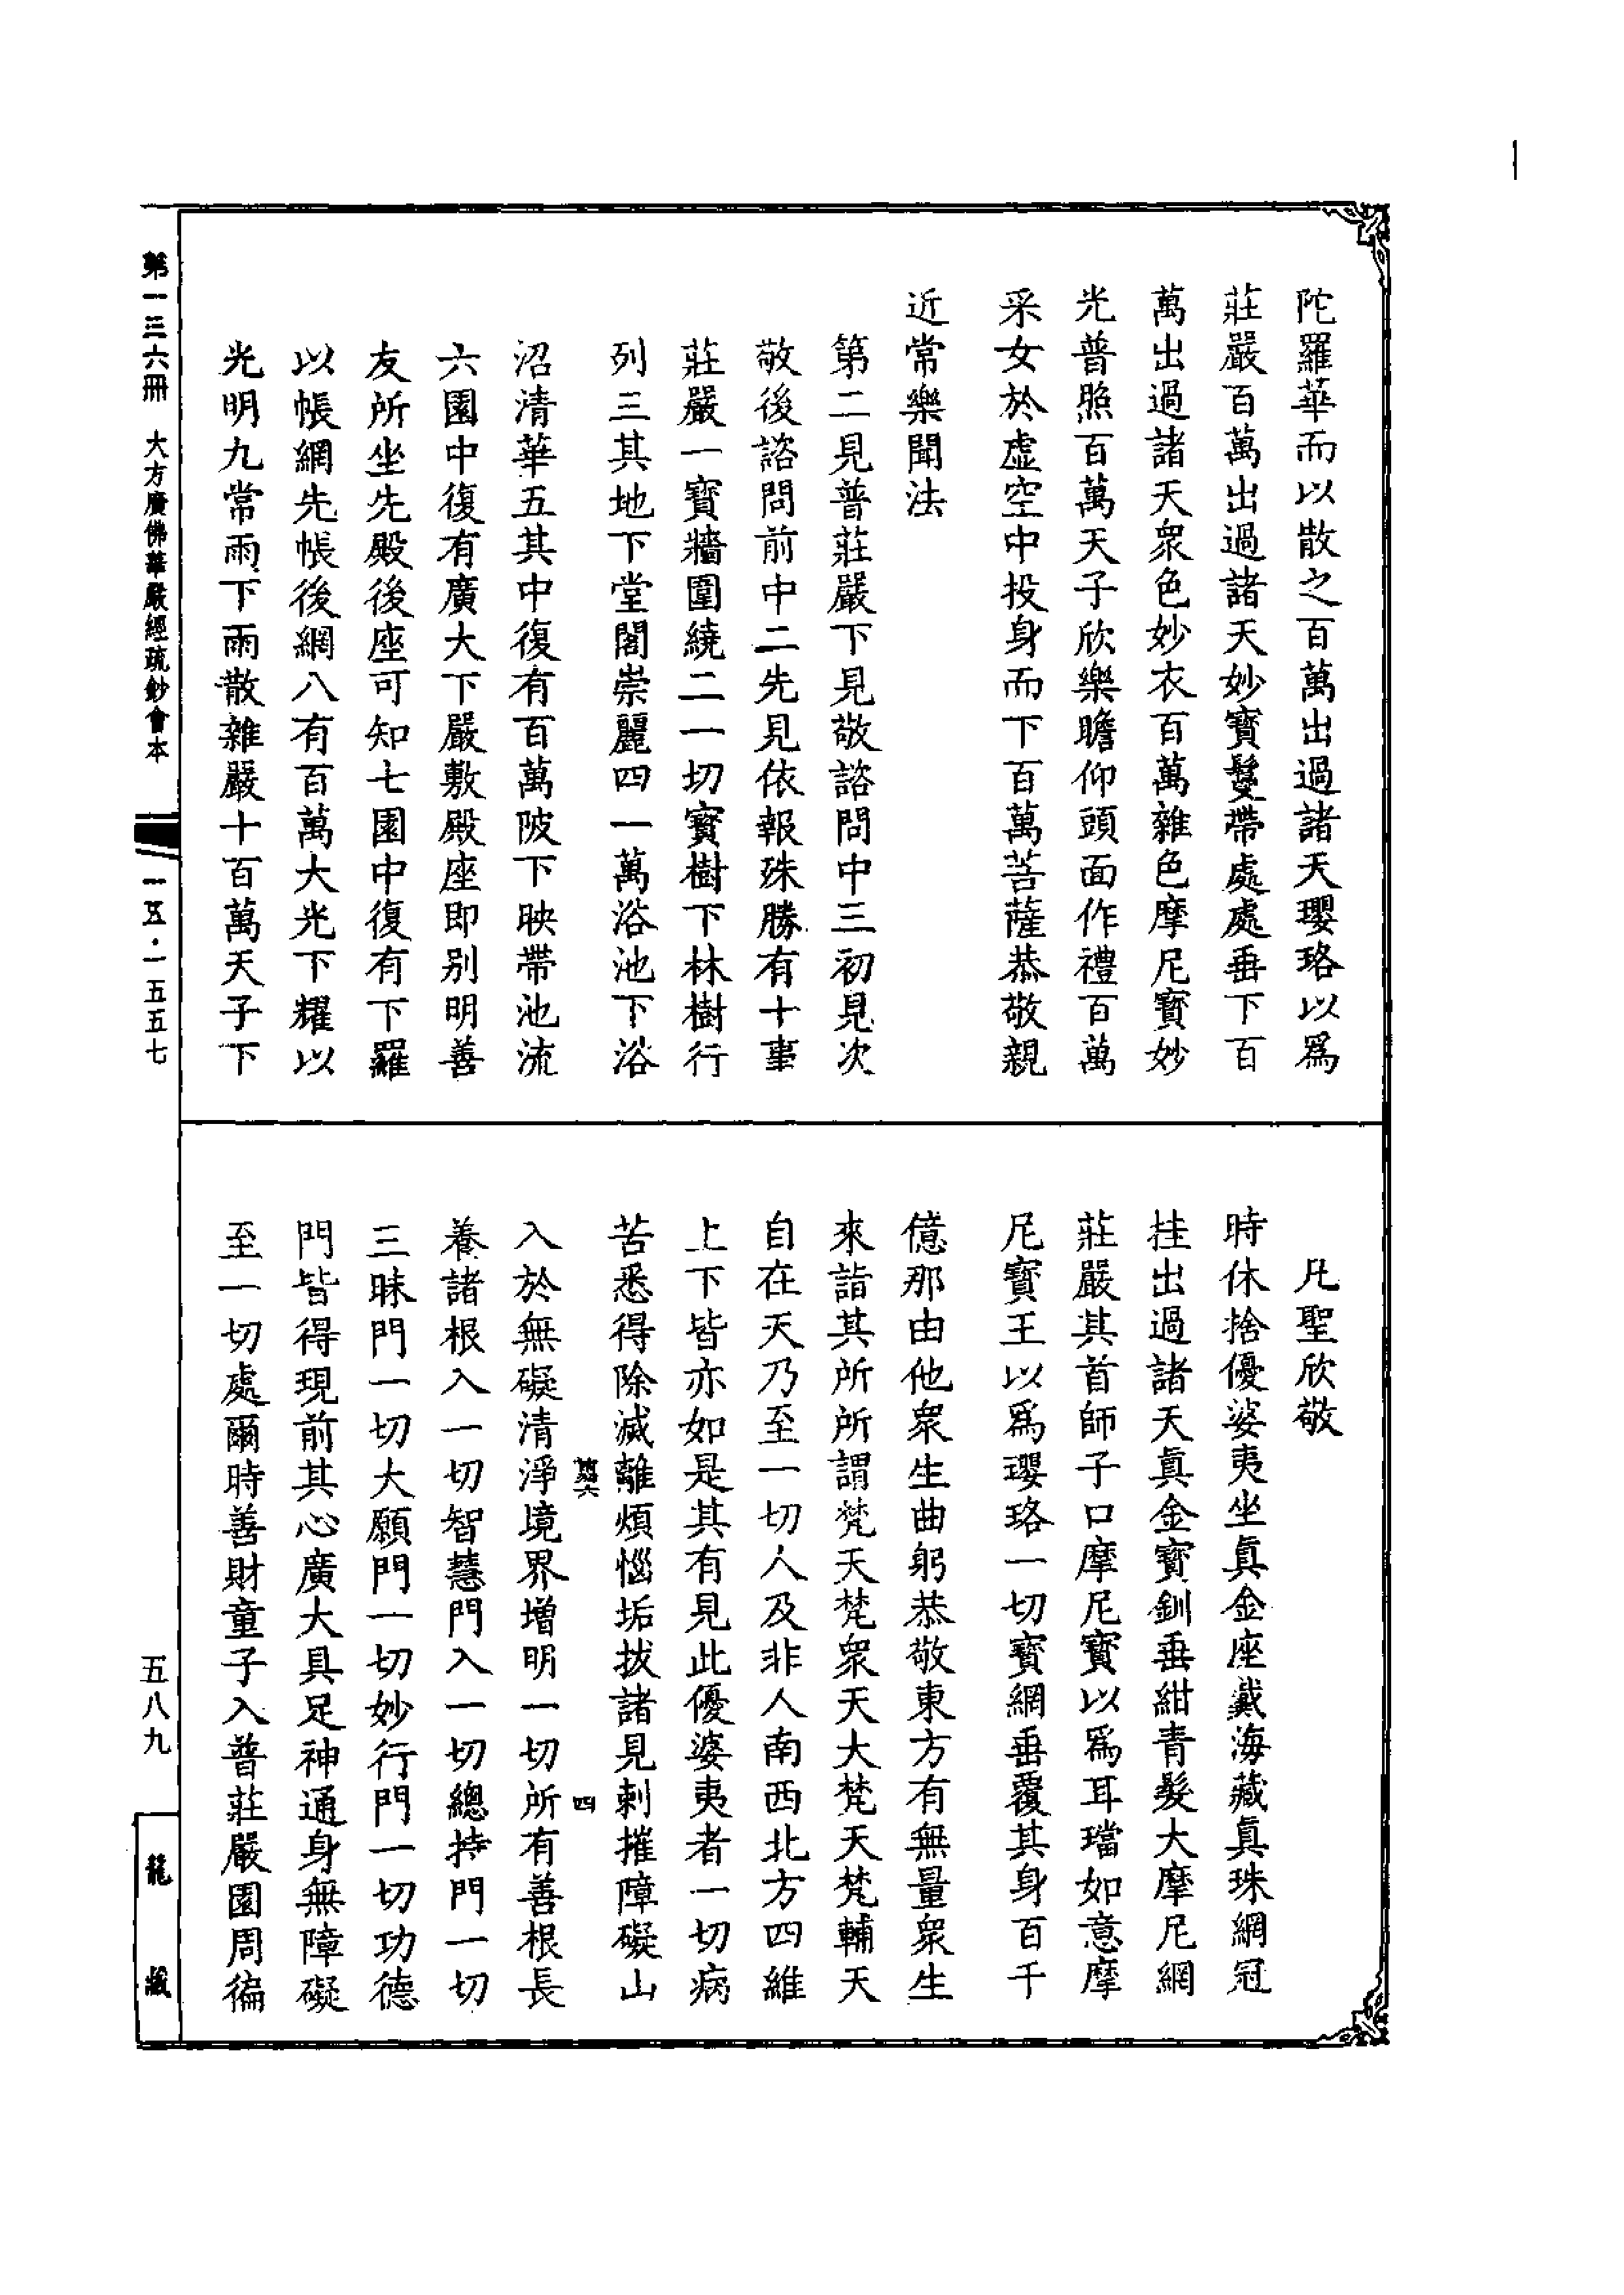 陀羅華而以散之百萬出過諸天瓔珞以爲
莊嚴百萬出過諸天妙寶鬘帶處處垂下百
萬出過諸天衆色妙衣百萬雜色摩尼寶妙
光普照百萬天子欣樂瞻仰頭面作禮百萬
采女於虛空中投身而下百萬菩薩恭敬親
近常樂聞法
第二見普莊嚴下見敬諮問中三初見次
敬後諮問前中二先見依報殊勝有十事
莊嚴一寶牆圍繞二一切寶樹下林樹行
列三其地下堂閣崇麗四一萬浴池下浴
沼清華五其中復有百萬陂下映帶池流
六園中復有廣大下嚴敷殿座即別明善
友所坐先殿後座可知七園中復有下羅
以帳網先帳後網八有百萬大光下耀以
光明九常雨下雨散雜嚴十百萬天子下
凡聖欣敬
時休捨優婆夷坐眞金座戴海藏眞珠網冠
挂出過諸天眞金寶釧垂紺青髮大摩尼網
莊嚴其首師子口摩尼寶以爲耳璫如意摩
尼寶王以爲瓔珞一切寶網垂覆其身百千
億那由他衆生曲躬恭敬東方有無量衆生
來詣其所所謂梵天梵衆天大梵天梵輔天
自在天乃至一切人及非人南西北方四維
上下皆亦如是其有見此優婆夷者一切病
苦悉得除滅離煩惱垢拔諸見刺摧障礙山
六 四
入於無礙清淨境界增明一切所有善根長
養諸根入一切智慧門入一切總持門一切
三昧門一切大願門一切妙行門一切功德
門皆得現前其心廣大具足神通身無障礙
至一切處爾時善財童子入普莊嚴園周徧
第一三六冊 大方廣佛華嚴經疏鈔會本 一五·一五五七
五八九
龍藏